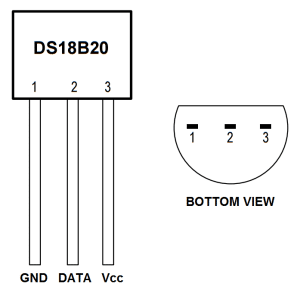 DS18B20
1 2 3
GND DATA Vcc
1 2 3
BOTTOM VIEW